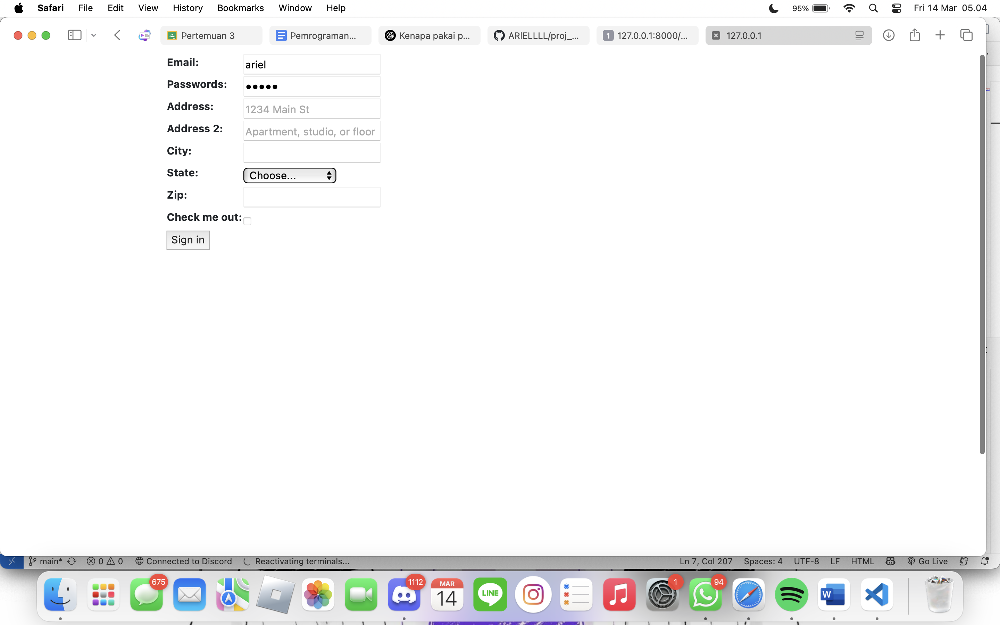 Safari File Edit View History Bookmarks Window Help 95% Fri 14 Mar 05.04
Pertemuan 3 Pemrograman... Kenapa pakai p... ARIELLLL/proj_... 1 127.0.0.1:8000/... 127.0.0.1
Email: ariel
Passwords: •••••
Address: 1234 Main St
Address 2: Apartment, studio, or floor
City:
State: Choose...
Zip:
Check me out:
Sign in
main* 0 0 Connected to Discord Reactivating terminals... Ln 7, Col 207 Spaces: 4 UTF-8 LF HTML Go Live
675 1112 MAR 14 LINE 1 94 W